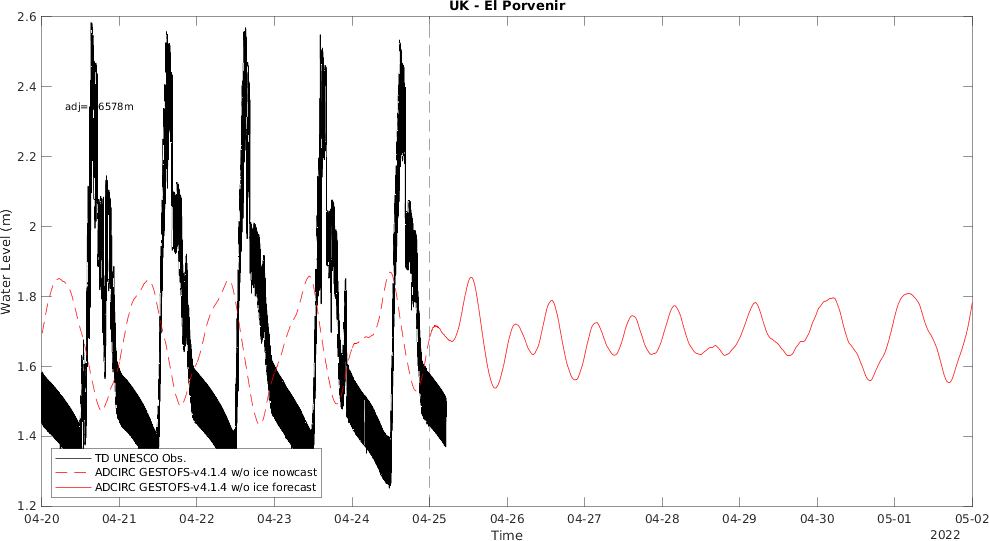 UK - El Porvenir
2.6
2.4
2.2
2
1.8
1.6
1.4
1.2
Water Level (m)
adj= 6578m
TD UNESCO Obs.
ADCIRC GESTOFS-v4.1.4 w/o ice nowcast
ADCIRC GESTOFS-v4.1.4 w/o ice forecast
04-20 04-21 04-22 04-23 04-24 04-25 04-26 04-27 04-28 04-29 04-30 05-01 05-02
Time
2022